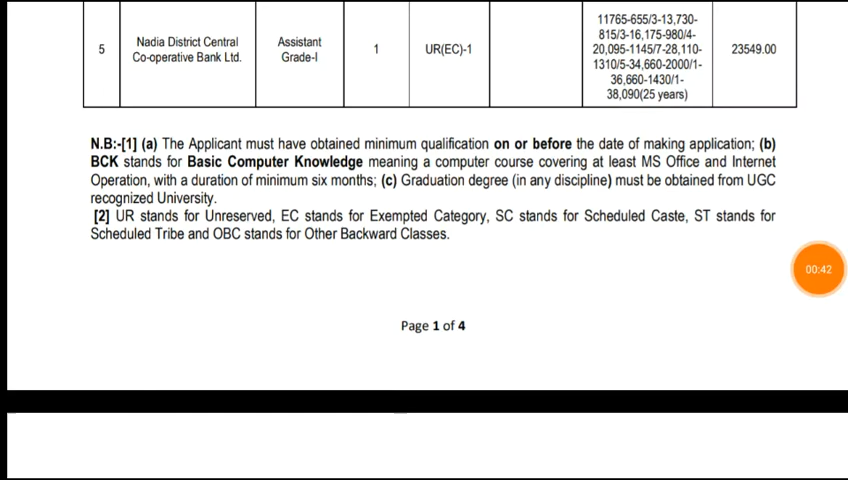 5
Nadia District Central
Co-operative Bank Ltd.
Assistant
Grade-I
1
UR(EC)-1
11765-655/3-13,730-
815/3-16,175-980/4-
20,095-1145/7-28,110-
1310/5-34,660-2000/1-
36,660-1430/1-
38,090(25 years)
23549.00
N.B:-[1] (a) The Applicant must have obtained minimum qualification on or before the date of making application; (b)
BCK stands for Basic Computer Knowledge meaning a computer course covering at least MS Office and Internet
Operation, with a duration of minimum six months; (c) Graduation degree (in any discipline) must be obtained from UGC
recognized University.
[2] UR stands for Unreserved, EC stands for Exempted Category, SC stands for Scheduled Caste, ST stands for
Scheduled Tribe and OBC stands for Other Backward Classes.
00:42
Page 1 of 4